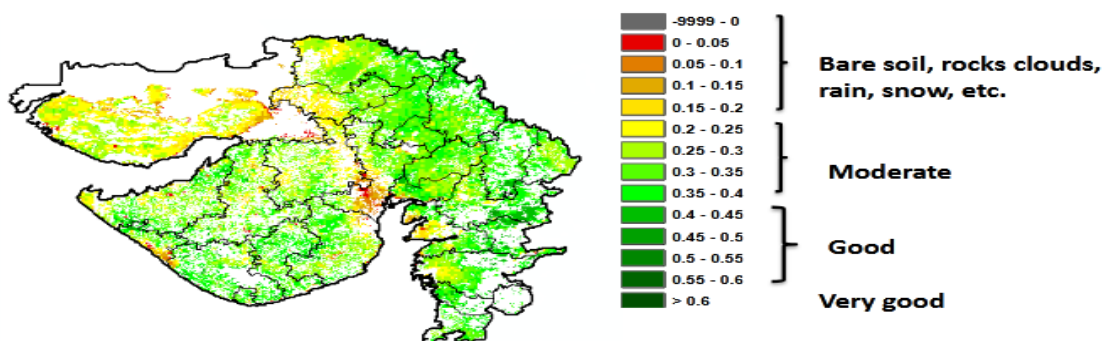 -9999 - 0
0 - 0.05
0.05 - 0.1
0.1 - 0.15
0.15 - 0.2
0.2 - 0.25
0.25 - 0.3
0.3 - 0.35
0.35 - 0.4
0.4 - 0.45
0.45 - 0.5
0.5 - 0.55
0.55 - 0.6
> 0.6
Bare soil, rocks clouds,
rain, snow, etc.
Moderate
Good
Very good